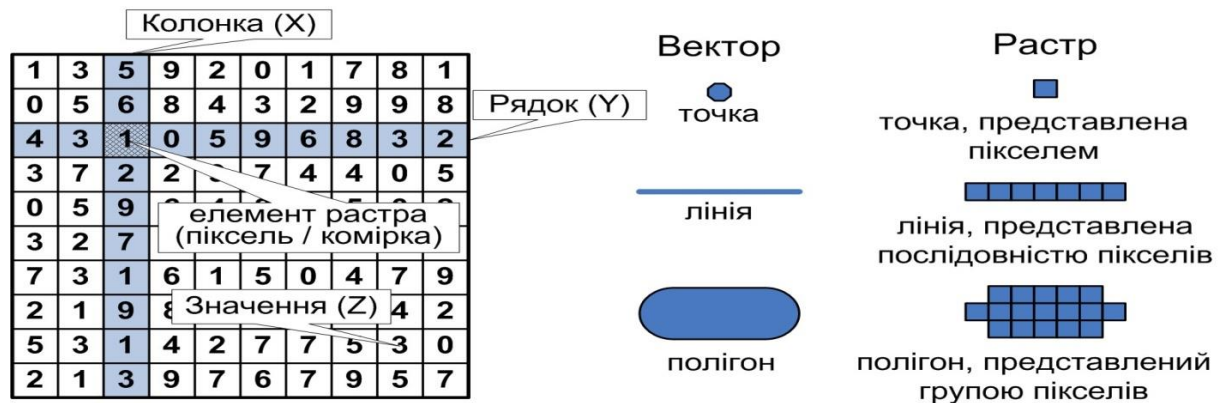 Колонка (X)
1 3 5 9 2 0 1 7 8 1
0 5 6 8 4 3 2 9 9 8
Рядок (Y)
4 3 1 0 5 9 6 8 3 2
3 7 2 2 7 4 4 0 5
0 5 9
елемент растра
(піксель / комірка)
3 2 7
7 3 1 6 1 5 0 4 7 9
Значення (Z)
2 1 9 4 2
5 3 1 4 2 7 7 5 3 0
2 1 3 9 7 6 7 9 5 7
Вектор
точка
лінія
полігон
Растр
точка, представлена
пікселем
лінія, представлена
послідовністю пікселів
полігон, представлений
групою пікселів